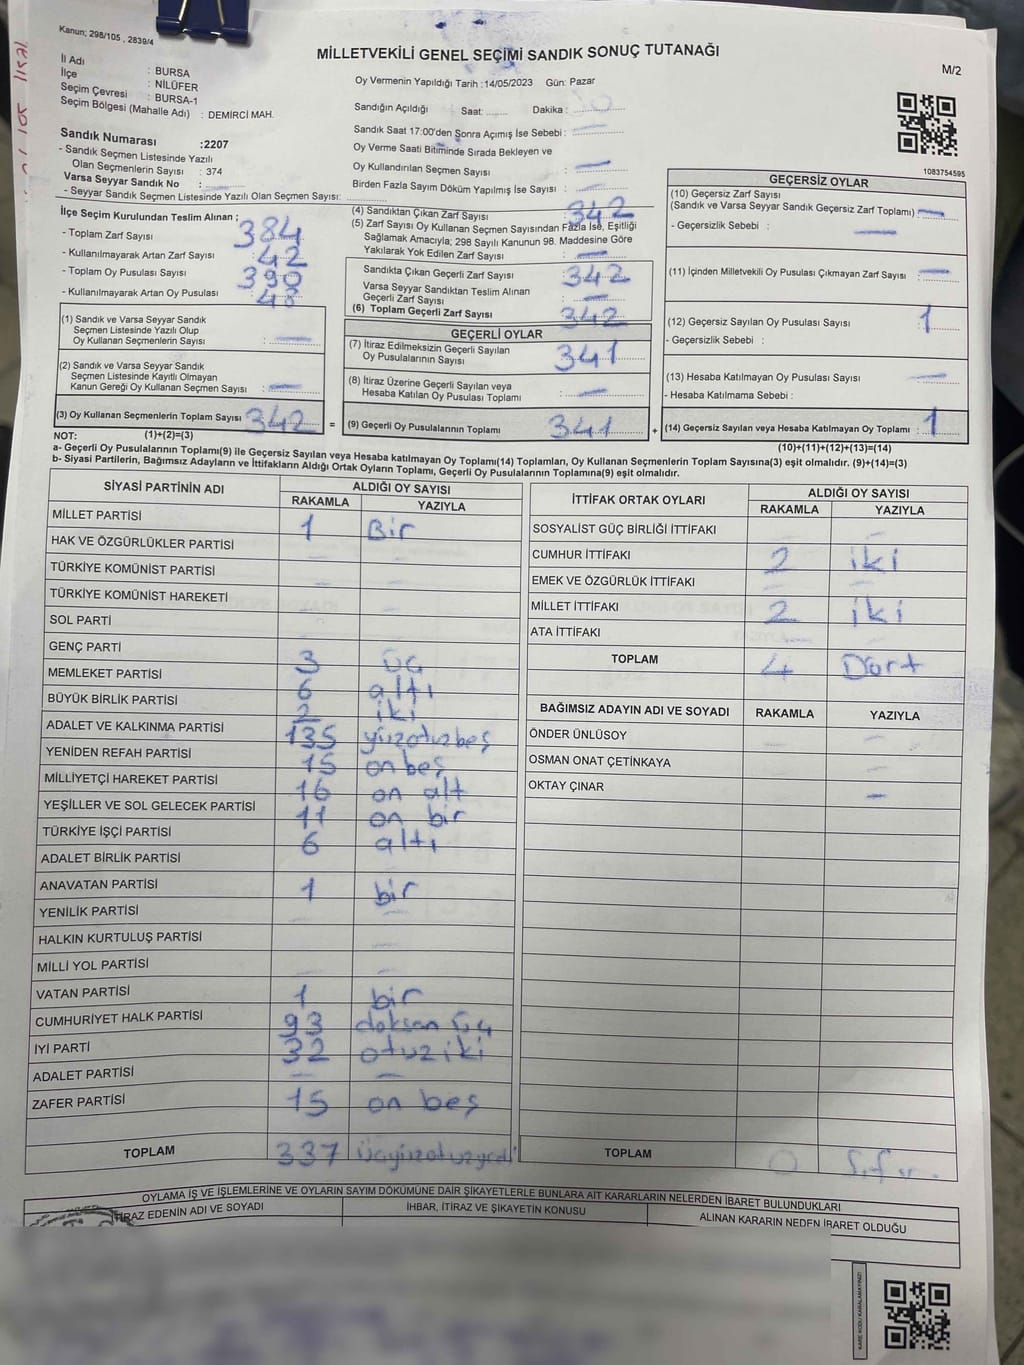 Kanun; 298/105 , 2839/4
MİLLETVEKİLİ GENEL SEÇİMİ SANDIK SONUÇ TUTANAĞI
M/2
İl Adı : BURSA
İlçe : NİLÜFER
Seçim Çevresi : BURSA-1
Seçim Bölgesi (Mahalle Adı) : DEMİRCİ MAH.
Sandık Numarası :2207
- Sandık Seçmen Listesinde Yazılı
Olan Seçmenlerin Sayısı : 374
Varsa Seyyar Sandık No :
- Seyyar Sandık Seçmen Listesinde Yazılı Olan Seçmen Sayısı:
Oy Vermenin Yapıldığı Tarih :14/05/2023 Gün: Pazar
Sandığın Açıldığı Saat: Dakika :
Sandık Saat 17:00'den Sonra Açımış İse Sebebi :
Oy Verme Saati Bitiminde Sırada Bekleyen ve
Oy Kullandırılan Seçmen Sayısı :
Birden Fazla Sayım Döküm Yapılmış İse Sayısı :
1083754595
İlçe Seçim Kurulundan Teslim Alınan ;
- Toplam Zarf Sayısı : 384
- Kullanılmayarak Artan Zarf Sayısı : 42
- Toplam Oy Pusulası Sayısı : 390
- Kullanılmayarak Artan Oy Pusulası : 48
(1) Sandık ve Varsa Seyyar Sandık
Seçmen Listesinde Yazılı Olup
Oy Kullanan Seçmenlerin Sayısı : —
(2) Sandık ve Varsa Seyyar Sandık
Seçmen Listesinde Kayıtlı Olmayan
Kanun Gereği Oy Kullanan Seçmen Sayısı : —
(3) Oy Kullanan Seçmenlerin Toplam Sayısı : 342 =
(1)+(2)=(3)
(4) Sandıktan Çıkan Zarf Sayısı : 342
(5) Zarf Sayısı Oy Kullanan Seçmen Sayısından Fazla İse, Eşitliği
Sağlamak Amacıyla; 298 Sayılı Kanunun 98. Maddesine Göre
Yakılarak Yok Edilen Zarf Sayısı : —
Sandıkta Çıkan Geçerli Zarf Sayısı : 342
Varsa Seyyar Sandıktan Teslim Alınan
Geçerli Zarf Sayısı : —
(6) Toplam Geçerli Zarf Sayısı : 342
GEÇERLİ OYLAR
(7) İtiraz Edilmeksizin Geçerli Sayılan
Oy Pusulalarının Sayısı : 341
(8) İtiraz Üzerine Geçerli Sayılan veya
Hesaba Katılan Oy Pusulası Toplamı : —
(9) Geçerli Oy Pusulalarının Toplamı : 341 +
GEÇERSİZ OYLAR
(10) Geçersiz Zarf Sayısı
(Sandık ve Varsa Seyyar Sandık Geçersiz Zarf Toplamı) : —
- Geçersizlik Sebebi : —
(11) İçinden Milletvekili Oy Pusulası Çıkmayan Zarf Sayısı : —
(12) Geçersiz Sayılan Oy Pusulası Sayısı : 1
- Geçersizlik Sebebi :
(13) Hesaba Katılmayan Oy Pusulası Sayısı : —
- Hesaba Katılmama Sebebi :
(14) Geçersiz Sayılan veya Hesaba Katılmayan Oy Toplamı : 1
(10)+(11)+(12)+(13)=(14)
NOT:
a- Geçerli Oy Pusulalarının Toplamı(9) ile Geçersiz Sayılan veya Hesaba katılmayan Oy Toplamı(14) Toplamları, Oy Kullanan Seçmenlerin Toplam Sayısına(3) eşit olmalıdır. (9)+(14)=(3)
b- Siyasi Partilerin, Bağımsız Adayların ve İttifakların Aldığı Ortak Oyların Toplamı, Geçerli Oy Pusulalarının Toplamına(9) eşit olmalıdır.
SİYASİ PARTİNİN ADI ALDIĞI OY SAYISI
RAKAMLA YAZIYLA
MİLLET PARTİSİ 1 Bir
HAK VE ÖZGÜRLÜKLER PARTİSİ
TÜRKİYE KOMÜNİST PARTİSİ
TÜRKİYE KOMÜNİST HAREKETİ
SOL PARTİ
GENÇ PARTİ 3 üç
MEMLEKET PARTİSİ 6 altı
BÜYÜK BİRLİK PARTİSİ 2 iki
ADALET VE KALKINMA PARTİSİ 135 yüzotuzbeş
YENİDEN REFAH PARTİSİ 15 on beş
MİLLİYETÇİ HAREKET PARTİSİ 16 on alt
YEŞİLLER VE SOL GELECEK PARTİSİ 11 on bir
TÜRKİYE İŞÇİ PARTİSİ 6 altı
ADALET BİRLİK PARTİSİ
ANAVATAN PARTİSİ 1 bir
YENİLİK PARTİSİ
HALKIN KURTULUŞ PARTİSİ
MİLLİ YOL PARTİSİ
VATAN PARTİSİ 1 bir
CUMHURİYET HALK PARTİSİ 93 doksan üç
İYİ PARTİ 32 otuz iki
ADALET PARTİSİ — —
ZAFER PARTİSİ 15 on beş
TOPLAM 337 üçyüzotuzyedi
İTTİFAK ORTAK OYLARI ALDIĞI OY SAYISI
RAKAMLA YAZIYLA
SOSYALİST GÜÇ BİRLİĞİ İTTİFAKI
CUMHUR İTTİFAKI 2 iki
EMEK VE ÖZGÜRLÜK İTTİFAKI
MİLLET İTTİFAKI 2 iki
ATA İTTİFAKI
TOPLAM 4 Dört
BAĞIMSIZ ADAYIN ADI VE SOYADI RAKAMLA YAZIYLA
ÖNDER ÜNLÜSOY
OSMAN ONAT ÇETİNKAYA
OKTAY ÇINAR —
TOPLAM 0 Sıfır
OYLAMA İŞ VE İŞLEMLERİNE VE OYLARIN SAYIM DÖKÜMÜNE DAİR ŞİKAYETLERLE BUNLARA AİT KARARLARIN NELERDEN İBARET BULUNDUKLARI
İTİRAZ EDENİN ADI VE SOYADI İHBAR, İTİRAZ VE ŞİKAYETİN KONUSU ALINAN KARARIN NEDEN İBARET OLDUĞU
KARE KODU KARALAMAYINIZ!